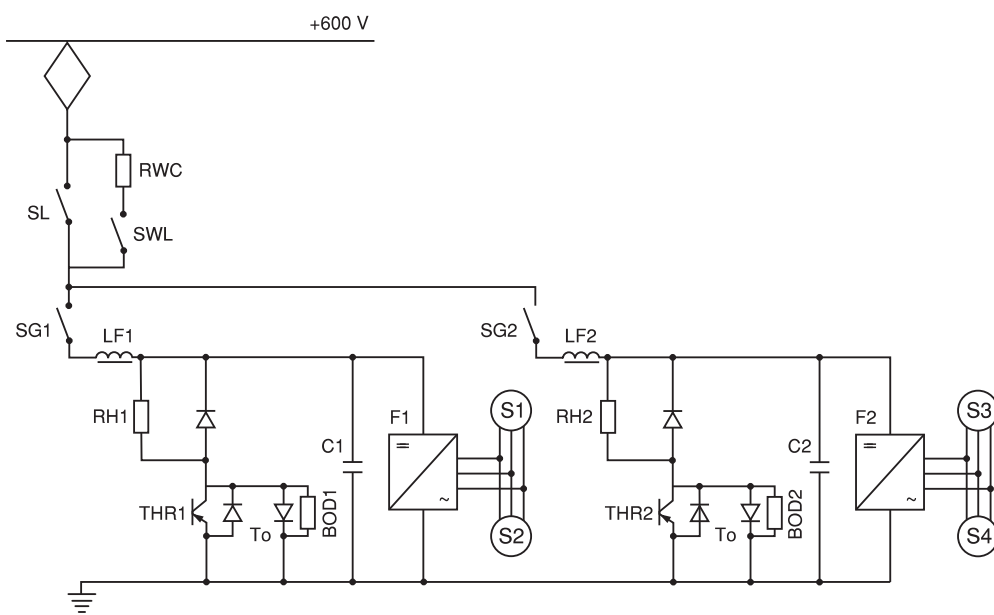 +600 V
RWC
SL
SWL
SG1
LF1
SG2
LF2
RH1
C1
F1
=
~
S1
S2
RH2
C2
F2
=
~
S3
S4
THR1
To
BOD1
THR2
To
BOD2